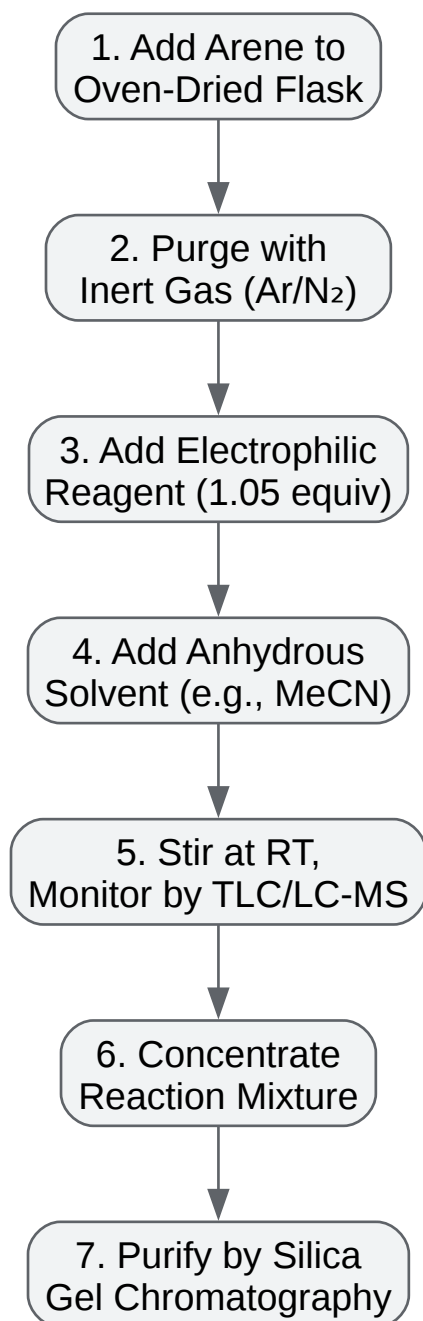 1. Add Arene to
Oven-Dried Flask
2. Purge with
Inert Gas (Ar/N₂)
3. Add Electrophilic
Reagent (1.05 equiv)
4. Add Anhydrous
Solvent (e.g., MeCN)
5. Stir at RT,
Monitor by TLC/LC-MS
6. Concentrate
Reaction Mixture
7. Purify by Silica
Gel Chromatography